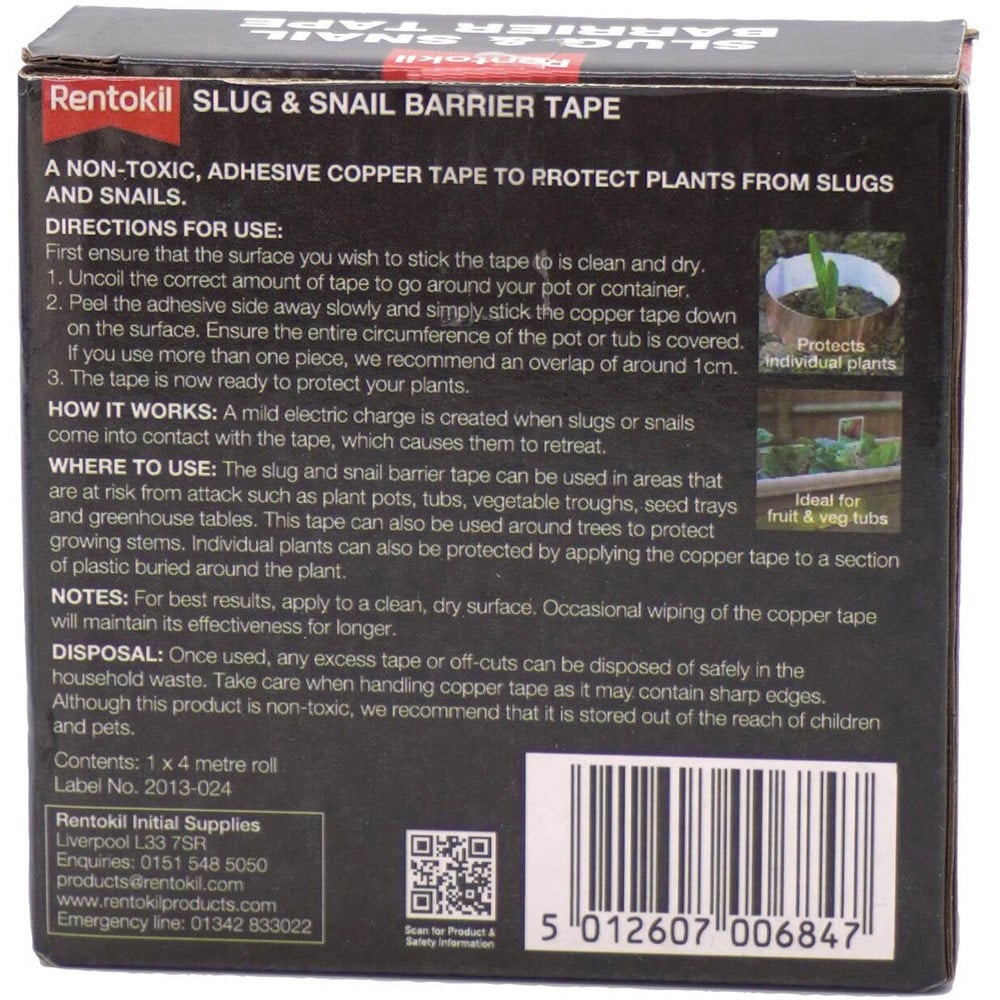 SLUG & SNAIL
BARRIER TAPE
Rentokil
Rentokil SLUG & SNAIL BARRIER TAPE
A NON-TOXIC, ADHESIVE COPPER TAPE TO PROTECT PLANTS FROM SLUGS
AND SNAILS.
DIRECTIONS FOR USE:
First ensure that the surface you wish to stick the tape to is clean and dry.
1. Uncoil the correct amount of tape to go around your pot or container.
2. Peel the adhesive side away slowly and simply stick the copper tape down
on the surface. Ensure the entire circumference of the pot or tub is covered.
If you use more than one piece, we recommend an overlap of around 1cm.
3. The tape is now ready to protect your plants.
Protects
individual plants
HOW IT WORKS: A mild electric charge is created when slugs or snails
come into contact with the tape, which causes them to retreat.
WHERE TO USE: The slug and snail barrier tape can be used in areas that
are at risk from attack such as plant pots, tubs, vegetable troughs, seed trays
and greenhouse tables. This tape can also be used around trees to protect
growing stems. Individual plants can also be protected by applying the copper tape to a section
of plastic buried around the plant.
Ideal for
fruit & veg tubs
NOTES: For best results, apply to a clean, dry surface. Occasional wiping of the copper tape
will maintain its effectiveness for longer.
DISPOSAL: Once used, any excess tape or off-cuts can be disposed of safely in the
household waste. Take care when handling copper tape as it may contain sharp edges.
Although this product is non-toxic, we recommend that it is stored out of the reach of children
and pets.
Contents: 1 x 4 metre roll
Label No. 2013-024
Rentokil Initial Supplies
Liverpool L33 7SR
Enquiries: 0151 548 5050
products@rentokil.com
www.rentokilproducts.com
Emergency line: 01342 833022
Scan for Product &
Safety Information
5 012607 006847